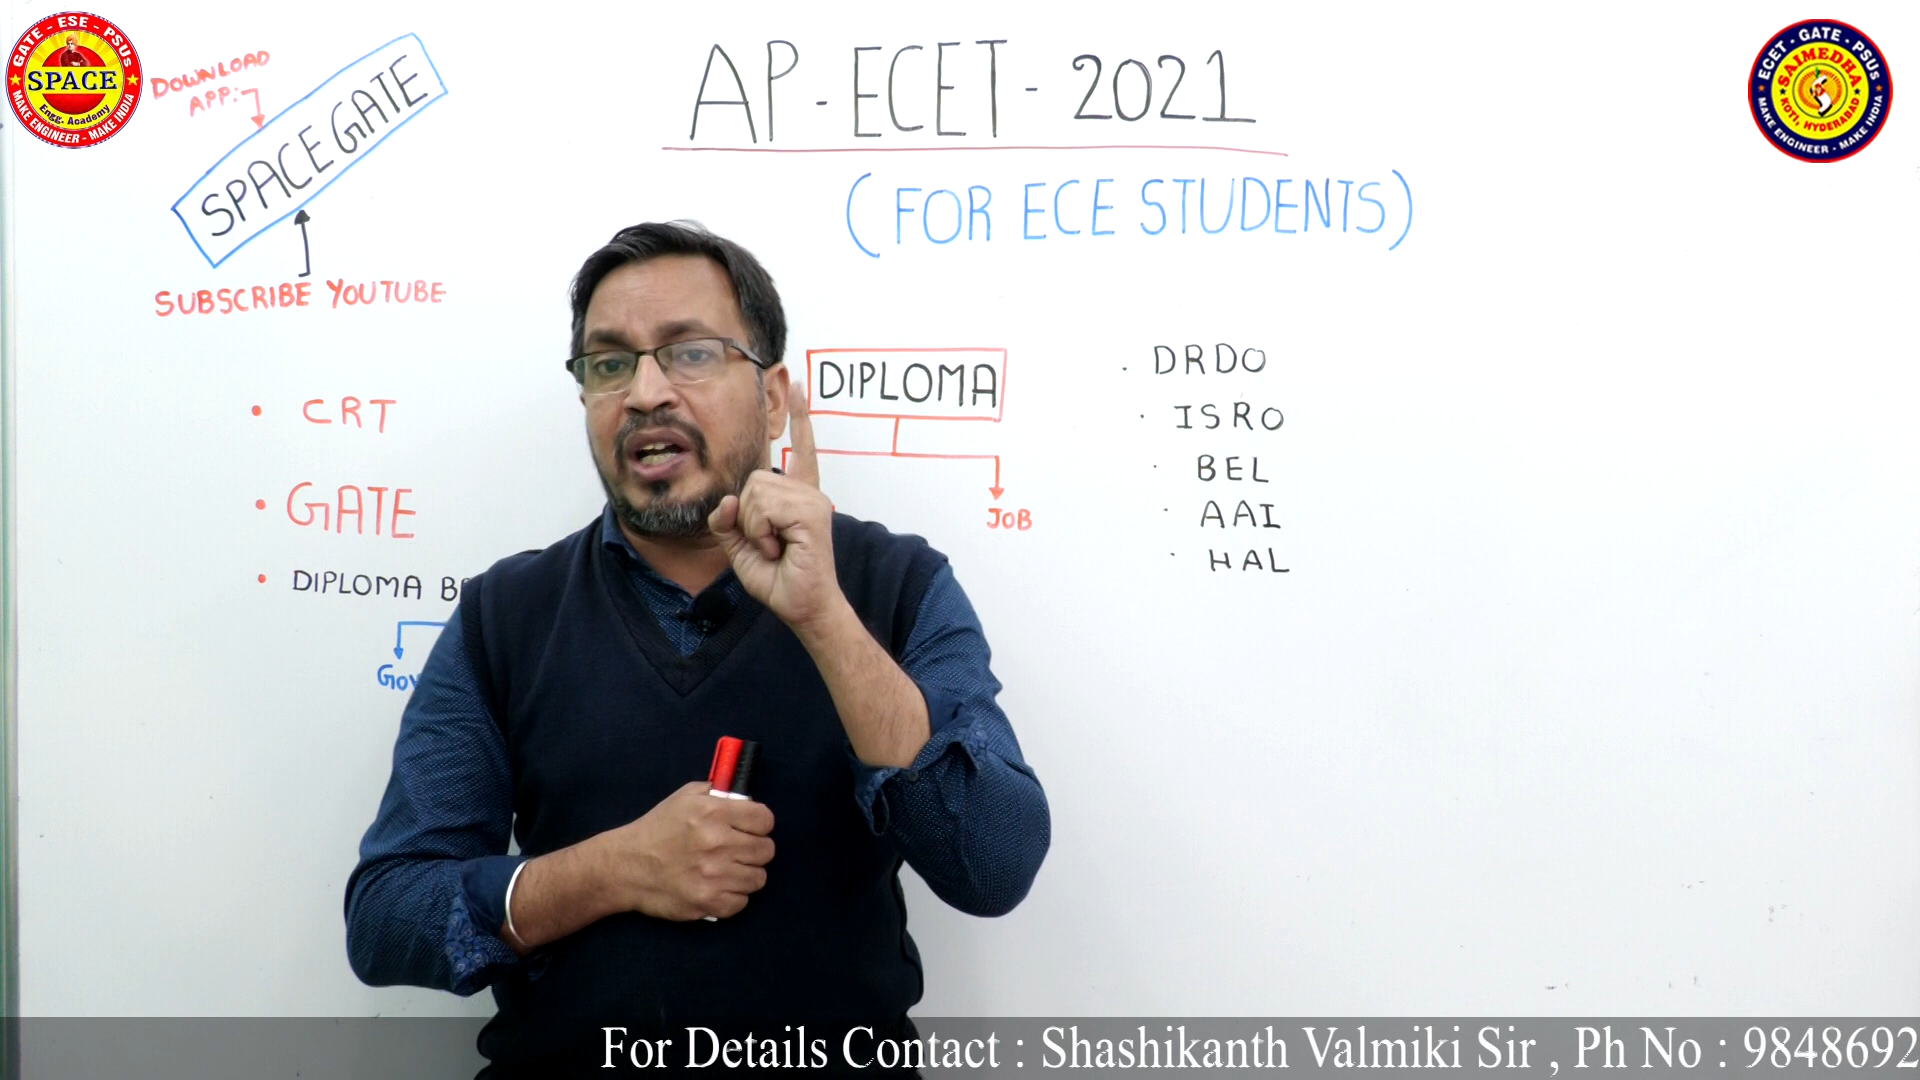 GATE - ESE - PSUs
SPACE
Engg. Academy
MAKE ENGINEER - MAKE INDIA
DOWNLOAD
APP:-
SPACE GATE
SUBSCRIBE YOUTUBE
AP - ECET - 2021
(FOR ECE STUDENTS)
ECET - GATE - PSUs
SAIMEDHA
KOTI, HYDERABAD
MAKE ENGINEER - MAKE INDIA
• CRT
• GATE
• DIPLOMA
DIPLOMA
JOB
. DRDO
. ISRO
. BEL
. AAI
. HAL
For Details Contact : Shashikanth Valmiki Sir , Ph No : 9848692